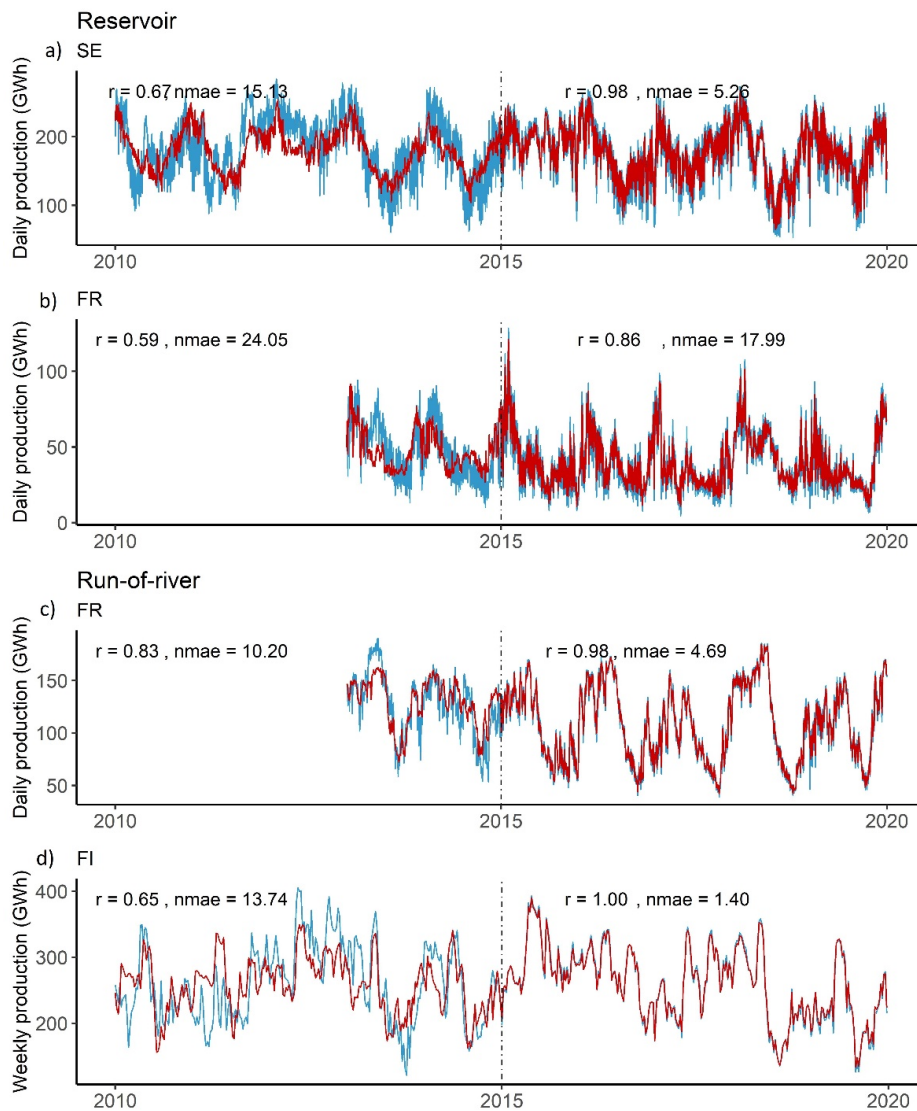 Reservoir
a) SE
Daily production (GWh)
r = 0.67, nmae = 15.13
r = 0.98 , nmae = 5.26
200
100
2010 2015 2020
b) FR
Daily production (GWh)
r = 0.59 , nmae = 24.05
r = 0.86 , nmae = 17.99
100
50
0
2010 2015 2020
Run-of-river
c) FR
Daily production (GWh)
r = 0.83 , nmae = 10.20
r = 0.98 , nmae = 4.69
150
100
50
2010 2015 2020
d) FI
Weekly production (GWh)
r = 0.65 , nmae = 13.74
r = 1.00 , nmae = 1.40
400
300
200
2010 2015 2020